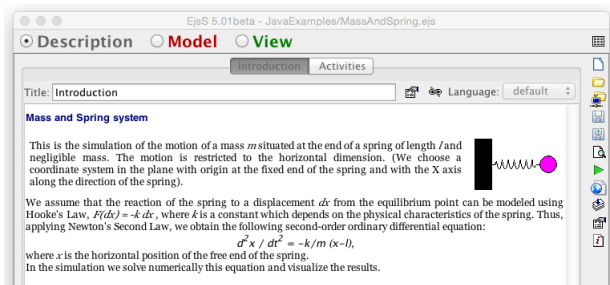 EjsS 5.01beta - JavaExamples/MassAndSpring.ejs
Description Model View
Introduction Activities
Title: Introduction Language: default
Mass and Spring system
This is the simulation of the motion of a mass m situated at the end of a spring of length l and
negligible mass. The motion is restricted to the horizontal dimension. (We choose a
coordinate system in the plane with origin at the fixed end of the spring and with the X axis
along the direction of the spring).
We assume that the reaction of the spring to a displacement dx from the equilibrium point can be modeled using
Hooke's Law, F(dx) = -k dx , where k is a constant which depends on the physical characteristics of the spring. Thus,
applying Newton's Second Law, we obtain the following second-order ordinary differential equation:
d² x / dt² = -k/m (x-l),
where x is the horizontal position of the free end of the spring.
In the simulation we solve numerically this equation and visualize the results.